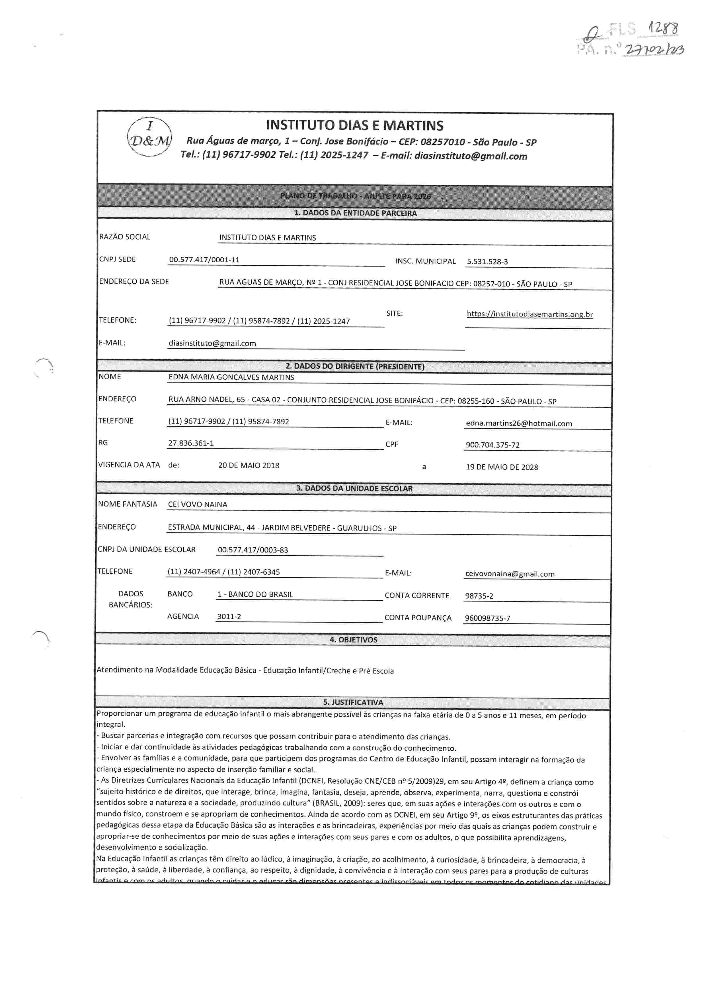 FLS 1288
P.A. n.º 27102/23
I
D&M
INSTITUTO DIAS E MARTINS
Rua Águas de março, 1 – Conj. Jose Bonifácio – CEP: 08257010 - São Paulo - SP
Tel.: (11) 96717-9902 Tel.: (11) 2025-1247 – E-mail: diasinstituto@gmail.com
PLANO DE TRABALHO - AJUSTE PARA 2026
1. DADOS DA ENTIDADE PARCEIRA
RAZÃO SOCIAL INSTITUTO DIAS E MARTINS
CNPJ SEDE 00.577.417/0001-11 INSC. MUNICIPAL 5.531.528-3
ENDEREÇO DA SEDE RUA AGUAS DE MARÇO, Nº 1 - CONJ RESIDENCIAL JOSE BONIFACIO CEP: 08257-010 - SÃO PAULO - SP
TELEFONE: (11) 96717-9902 / (11) 95874-7892 / (11) 2025-1247 SITE: https://institutodiasemartins.ong.br
E-MAIL: diasinstituto@gmail.com
2. DADOS DO DIRIGENTE (PRESIDENTE)
NOME EDNA MARIA GONCALVES MARTINS
ENDEREÇO RUA ARNO NADEL, 65 - CASA 02 - CONJUNTO RESIDENCIAL JOSE BONIFÁCIO - CEP: 08255-160 - SÃO PAULO - SP
TELEFONE (11) 96717-9902 / (11) 95874-7892 E-MAIL: edna.martins26@hotmail.com
RG 27.836.361-1 CPF 900.704.375-72
VIGENCIA DA ATA de: 20 DE MAIO 2018 a 19 DE MAIO DE 2028
3. DADOS DA UNIDADE ESCOLAR
NOME FANTASIA CEI VOVO NAINA
ENDEREÇO ESTRADA MUNICIPAL, 44 - JARDIM BELVEDERE - GUARULHOS - SP
CNPJ DA UNIDADE ESCOLAR 00.577.417/0003-83
TELEFONE (11) 2407-4964 / (11) 2407-6345 E-MAIL: ceivovonaina@gmail.com
DADOS BANCO 1 - BANCO DO BRASIL CONTA CORRENTE 98735-2
BANCÁRIOS:
AGENCIA 3011-2 CONTA POUPANÇA 960098735-7
4. OBJETIVOS
Atendimento na Modalidade Educação Básica - Educação Infantil/Creche e Pré Escola
5. JUSTIFICATIVA
Proporcionar um programa de educação infantil o mais abrangente possível às crianças na faixa etária de 0 a 5 anos e 11 meses, em período
integral.
- Buscar parcerias e integração com recursos que possam contribuir para o atendimento das crianças.
- Iniciar e dar continuidade às atividades pedagógicas trabalhando com a construção do conhecimento.
- Envolver as famílias e a comunidade, para que participem dos programas do Centro de Educação Infantil, possam interagir na formação da
criança especialmente no aspecto de inserção familiar e social.
- As Diretrizes Curriculares Nacionais da Educação Infantil (DCNEI, Resolução CNE/CEB nº 5/2009)29, em seu Artigo 4º, definem a criança como
“sujeito histórico e de direitos, que interage, brinca, imagina, fantasia, deseja, aprende, observa, experimenta, narra, questiona e constrói
sentidos sobre a natureza e a sociedade, produzindo cultura” (BRASIL, 2009): seres que, em suas ações e interações com os outros e com o
mundo físico, constroem e se apropriam de conhecimentos. Ainda de acordo com as DCNEI, em seu Artigo 9º, os eixos estruturantes das práticas
pedagógicas dessa etapa da Educação Básica são as interações e as brincadeiras, experiências por meio das quais as crianças podem construir e
apropriar-se de conhecimentos por meio de suas ações e interações com seus pares e com os adultos, o que possibilita aprendizagens,
desenvolvimento e socialização.
Na Educação Infantil as crianças têm direito ao lúdico, à imaginação, à criação, ao acolhimento, à curiosidade, à brincadeira, à democracia, à
proteção, à saúde, à liberdade, à confiança, ao respeito, à dignidade, à convivência e à interação com seus pares para a produção de culturas
infantis e com os adultos, quando o cuidar e o educar são dimensões presentes e indissociáveis em todos os momentos do cotidiano das unidades